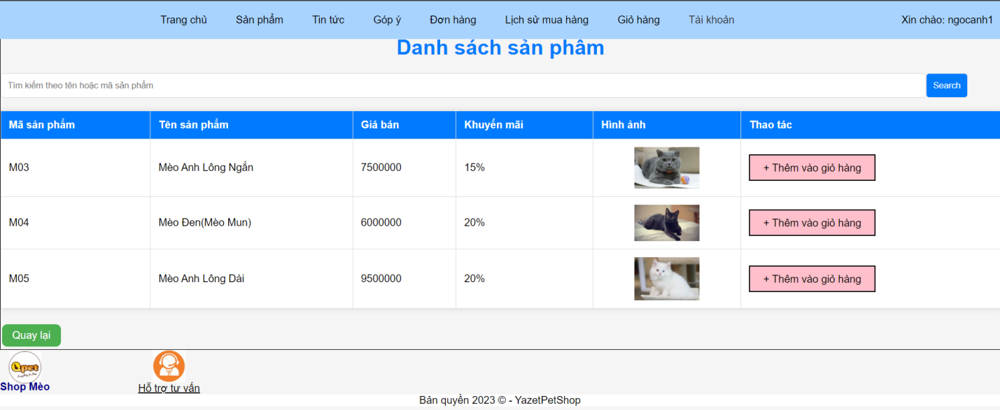 Trang chủ Sản phẩm Tin tức Góp ý Đơn hàng Lịch sử mua hàng Giỏ hàng Tài khoản Xin chào: ngocanh1
Danh sách sản phẩm
Tìm kiếm theo tên hoặc mã sản phẩm Search
Mã sản phẩm Tên sản phẩm Giá bán Khuyến mãi Hình ảnh Thao tác
M03 Mèo Anh Lông Ngắn 7500000 15% + Thêm vào giỏ hàng
M04 Mèo Đen(Mèo Mun) 6000000 20% + Thêm vào giỏ hàng
M05 Mèo Anh Lông Dài 9500000 20% + Thêm vào giỏ hàng
Quay lại
Qpet
Shop Mèo Hỗ trợ tư vấn
Bản quyền 2023 © - YazetPetShop